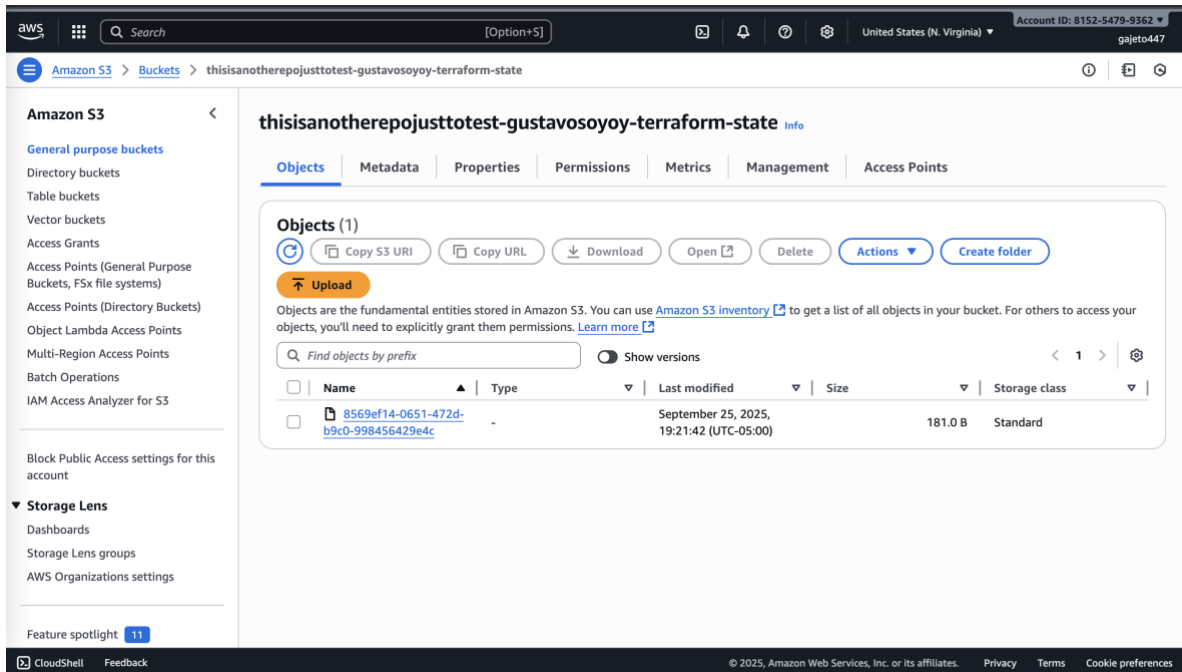 aws
Search
[Option+S]
United States (N. Virginia)
Account ID: 8152-5479-9362
gajeto447
Amazon S3 > Buckets > thisisanotherepojusttotest-gustavosoyoy-terraform-state
Amazon S3
General purpose buckets
Directory buckets
Table buckets
Vector buckets
Access Grants
Access Points (General Purpose
Buckets, FSx file systems)
Access Points (Directory Buckets)
Object Lambda Access Points
Multi-Region Access Points
Batch Operations
IAM Access Analyzer for S3
Block Public Access settings for this
account
Storage Lens
Dashboards
Storage Lens groups
AWS Organizations settings
Feature spotlight 11
thisisanotherepojusttotest-gustavosoyoy-terraform-state Info
Objects Metadata Properties Permissions Metrics Management Access Points
Objects (1)
Copy S3 URI Copy URL Download Open Delete Actions Create folder
Upload
Objects are the fundamental entities stored in Amazon S3. You can use Amazon S3 inventory to get a list of all objects in your bucket. For others to access your
objects, you'll need to explicitly grant them permissions. Learn more
Find objects by prefix
Show versions
1
Name Type Last modified Size Storage class
8569ef14-0651-472d- - September 25, 2025, 181.0 B Standard
b9c0-998456429e4c 19:21:42 (UTC-05:00)
CloudShell Feedback © 2025, Amazon Web Services, Inc. or its affiliates. Privacy Terms Cookie preferences